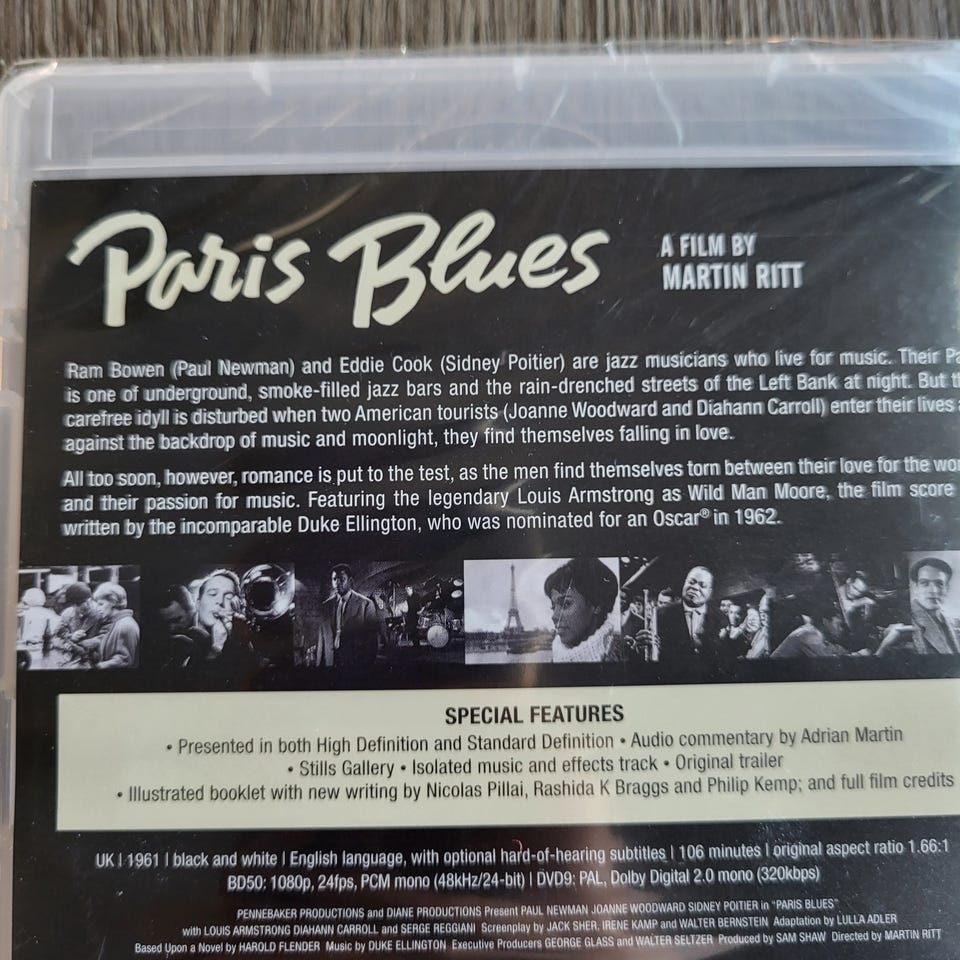 Paris Blues
A FILM BY
MARTIN RITT
Ram Bowen (Paul Newman) and Eddie Cook (Sidney Poitier) are jazz musicians who live for music. Their
is one of underground, smoke-filled jazz bars and the rain-drenched streets of the Left Bank at night. But
carefree idyll is disturbed when two American tourists (Joanne Woodward and Diahann Carroll) enter their lives
against the backdrop of music and moonlight, they find themselves falling in love.
All too soon, however, romance is put to the test, as the men find themselves torn between their love for the
and their passion for music. Featuring the legendary Louis Armstrong as Wild Man Moore, the film score
written by the incomparable Duke Ellington, who was nominated for an Oscar® in 1962.
SPECIAL FEATURES
• Presented in both High Definition and Standard Definition • Audio commentary by Adrian Martin
• Stills Gallery • Isolated music and effects track • Original trailer
• Illustrated booklet with new writing by Nicolas Pillai, Rashida K Braggs and Philip Kemp; and full film credits
UK | 1961 | black and white | English language, with optional hard-of-hearing subtitles | 106 minutes | original aspect ratio 1.66:1
BD50: 1080p, 24fps, PCM mono (48kHz/24-bit) | DVD9: PAL, Dolby Digital 2.0 mono (320kbps)
PENNEBAKER PRODUCTIONS and DIANE PRODUCTIONS Present PAUL NEWMAN JOANNE WOODWARD SIDNEY POITIER in "PARIS BLUES"
with LOUIS ARMSTRONG DIAHANN CARROLL and SERGE REGGIANI Screenplay by JACK SHER, IRENE KAMP and WALTER BERNSTEIN Adaptation by LULLA ADLER
Based Upon a Novel by HAROLD FLENDER Music by DUKE ELLINGTON Executive Producers GEORGE GLASS and WALTER SELTZER Produced by SAM SHAW Directed by MARTIN RITT